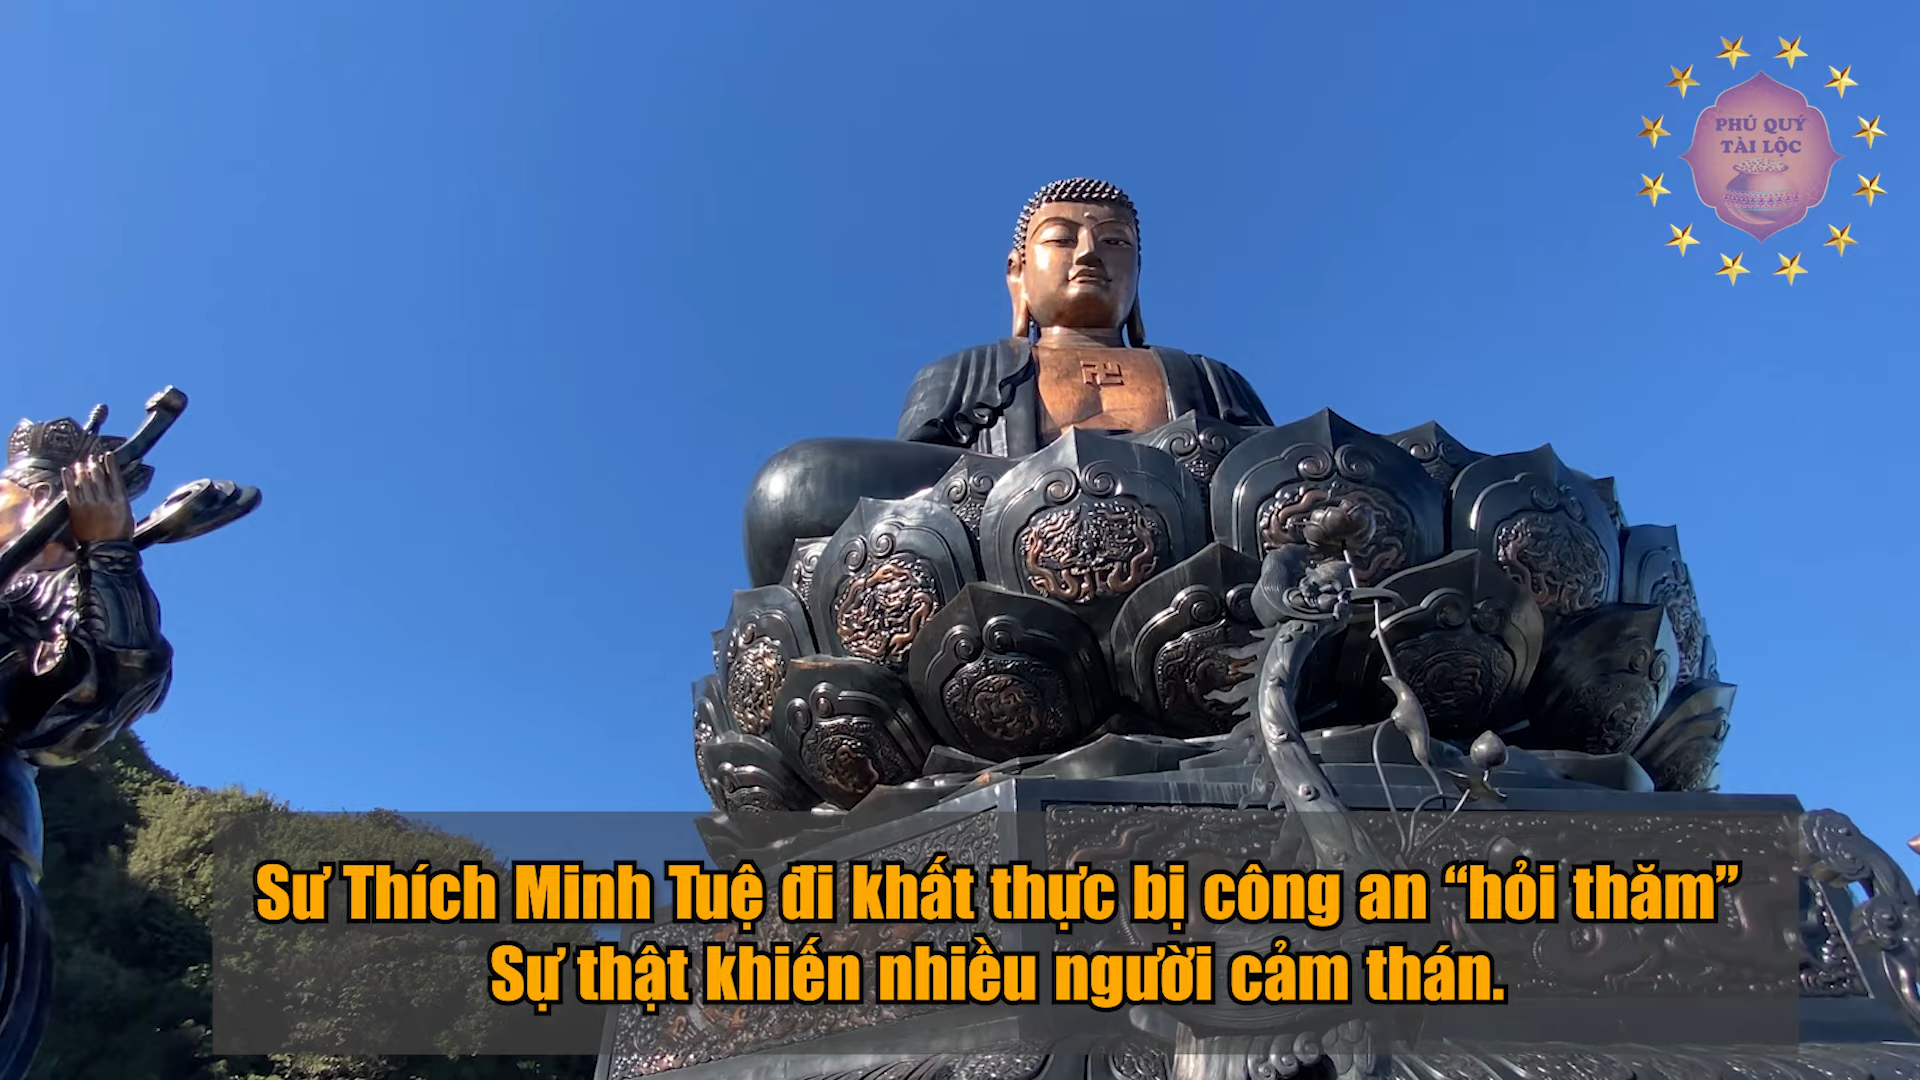 PHÚ QUÝ
TÀI LỘC
Sư Thích Minh Tuệ đi khất thực bị công an “hỏi thăm”
Sự thật khiến nhiều người cảm thán.